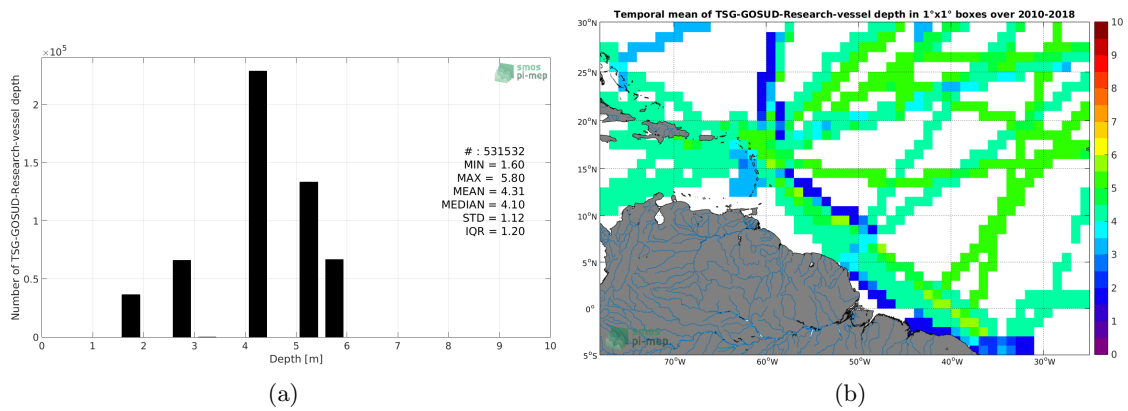 ×10⁵
2
1.5
1
0.5
0
Number of TSG-GOSUD-Research-vessel depth
smos
pi-mep
# : 531532
MIN = 1.60
MAX = 5.80
MEAN = 4.31
MEDIAN = 4.10
STD = 1.12
IQR = 1.20
0 1 2 3 4 5 6 7 8 9 10
Depth [m]
(a)
Temporal mean of TSG-GOSUD-Research-vessel depth in 1°x1° boxes over 2010-2018
30°N
25°N
20°N
15°N
10°N
5°N
0°
5°S
70°W 60°W 50°W 40°W 30°W
smos
pi-mep
10
9
8
7
6
5
4
3
2
1
0
(b)